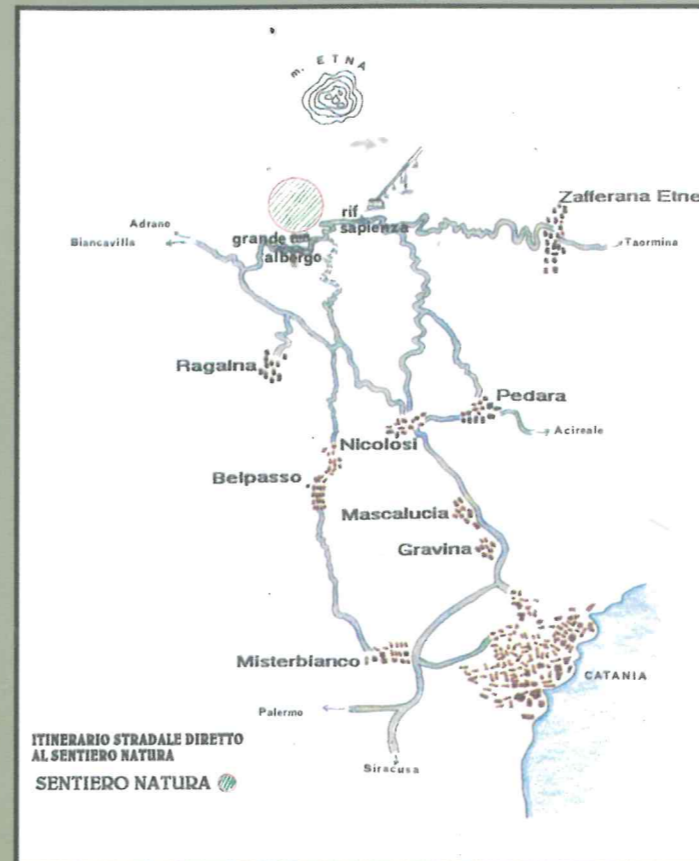 m. ETNA
Zafferana Etne
rif
sapienza
Adrano
Biancavilla
grande
albergo
Taormina
Ragalna
Pedara
Acireale
Nicolosi
Belpasso
Mascalucia
Gravina
Misterbianco
CATANIA
Palermo
ITINERARIO STRADALE DIRETTO
AL SENTIERO NATURA
Siracusa
SENTIERO NATURA